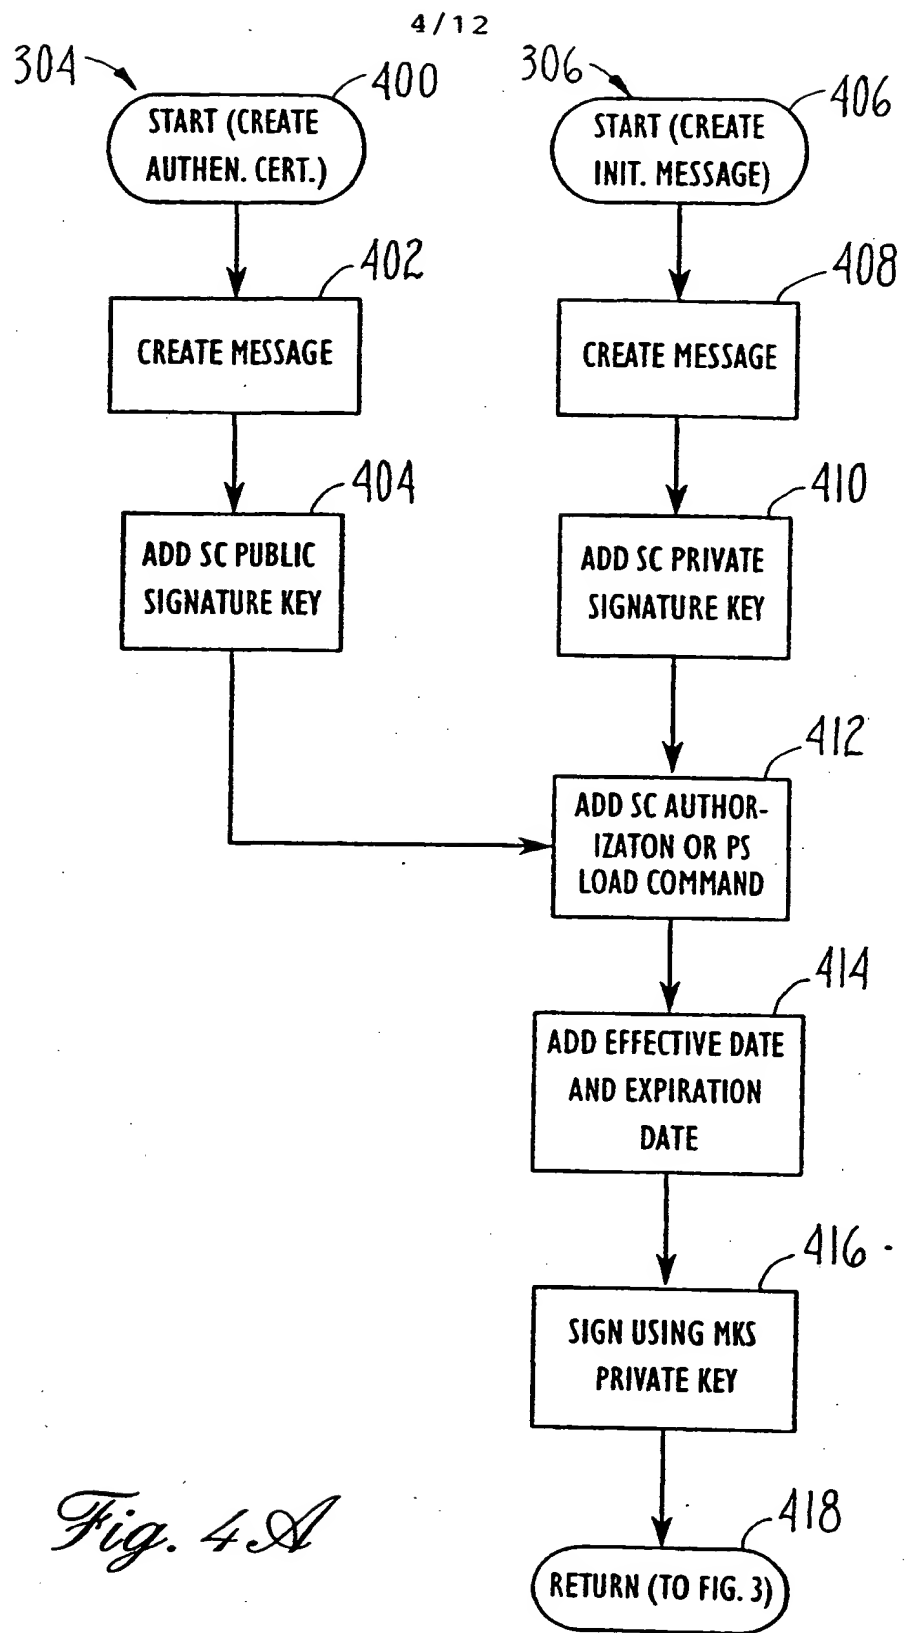 4/12
304
400
START (CREATE
AUTHEN. CERT.)
402
CREATE MESSAGE
404
ADD SC PUBLIC
SIGNATURE KEY
306
406
START (CREATE
INIT. MESSAGE)
408
CREATE MESSAGE
410
ADD SC PRIVATE
SIGNATURE KEY
412
ADD SC AUTHOR-
IZATON OR PS
LOAD COMMAND
414
ADD EFFECTIVE DATE
AND EXPIRATION
DATE
416
SIGN USING MKS
PRIVATE KEY
418
RETURN (TO FIG. 3)
Fig. 4A